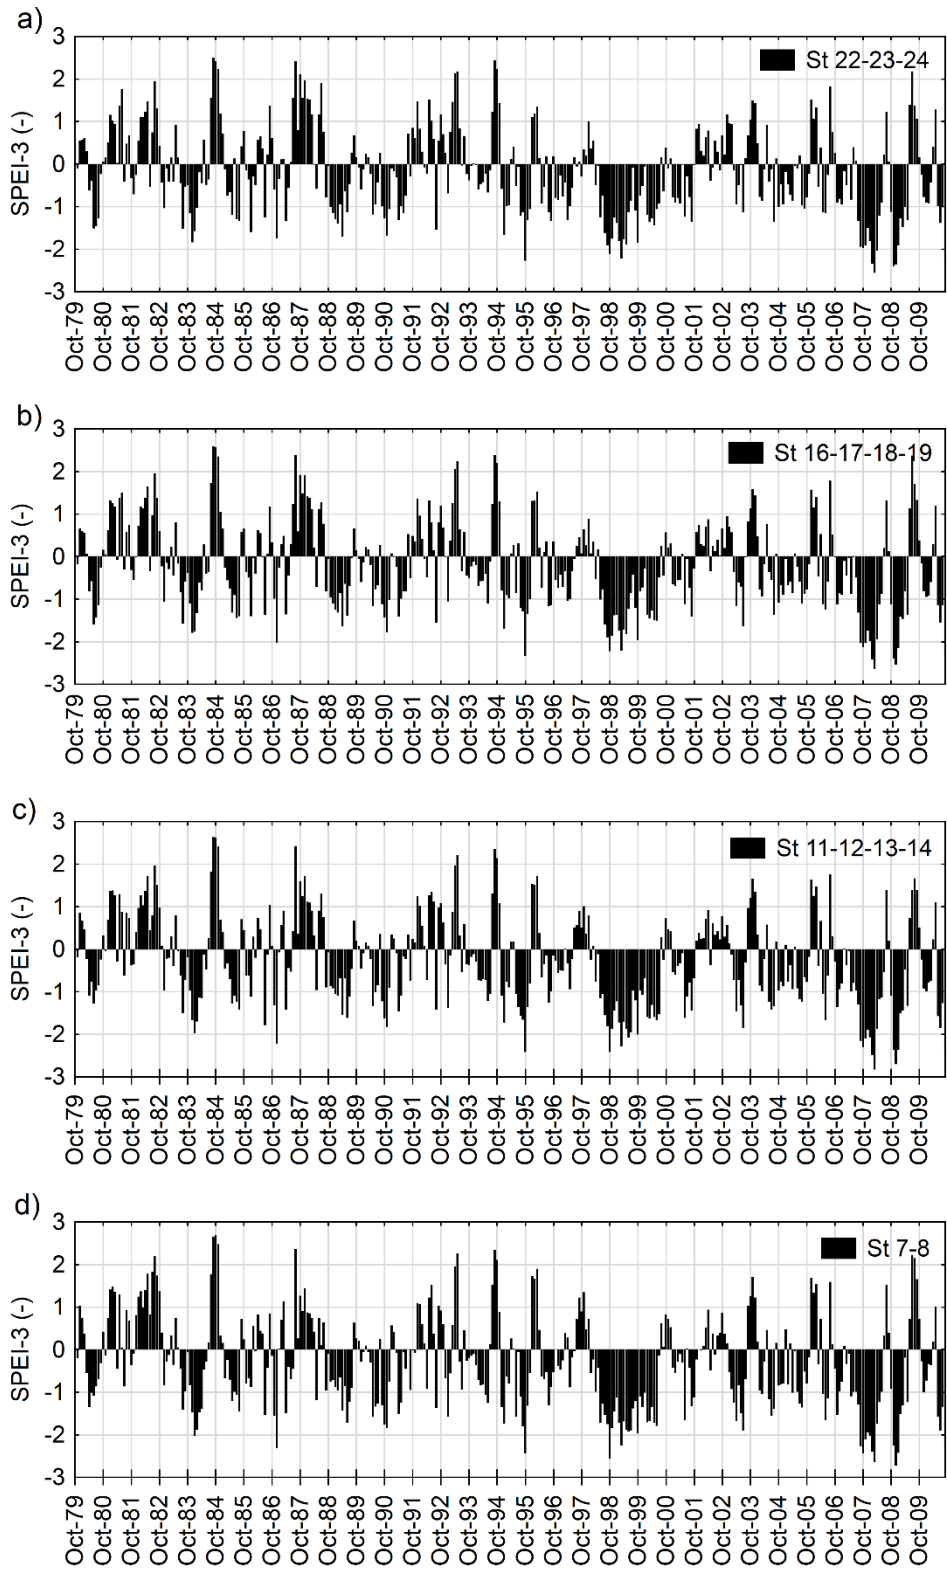 a)
3
St 22-23-24
2
1
0
-1
-2
-3
SPEI-3 (-)
Oct-79
Oct-80
Oct-81
Oct-82
Oct-83
Oct-84
Oct-85
Oct-86
Oct-87
Oct-88
Oct-89
Oct-90
Oct-91
Oct-92
Oct-93
Oct-94
Oct-95
Oct-96
Oct-97
Oct-98
Oct-99
Oct-00
Oct-01
Oct-02
Oct-03
Oct-04
Oct-05
Oct-06
Oct-07
Oct-08
Oct-09
b)
3
St 16-17-18-19
2
1
0
-1
-2
-3
SPEI-3 (-)
Oct-79
Oct-80
Oct-81
Oct-82
Oct-83
Oct-84
Oct-85
Oct-86
Oct-87
Oct-88
Oct-89
Oct-90
Oct-91
Oct-92
Oct-93
Oct-94
Oct-95
Oct-96
Oct-97
Oct-98
Oct-99
Oct-00
Oct-01
Oct-02
Oct-03
Oct-04
Oct-05
Oct-06
Oct-07
Oct-08
Oct-09
c)
3
St 11-12-13-14
2
1
0
-1
-2
-3
SPEI-3 (-)
Oct-79
Oct-80
Oct-81
Oct-82
Oct-83
Oct-84
Oct-85
Oct-86
Oct-87
Oct-88
Oct-89
Oct-90
Oct-91
Oct-92
Oct-93
Oct-94
Oct-95
Oct-96
Oct-97
Oct-98
Oct-99
Oct-00
Oct-01
Oct-02
Oct-03
Oct-04
Oct-05
Oct-06
Oct-07
Oct-08
Oct-09
d)
3
St 7-8
2
1
0
-1
-2
-3
SPEI-3 (-)
Oct-79
Oct-80
Oct-81
Oct-82
Oct-83
Oct-84
Oct-85
Oct-86
Oct-87
Oct-88
Oct-89
Oct-90
Oct-91
Oct-92
Oct-93
Oct-94
Oct-95
Oct-96
Oct-97
Oct-98
Oct-99
Oct-00
Oct-01
Oct-02
Oct-03
Oct-04
Oct-05
Oct-06
Oct-07
Oct-08
Oct-09